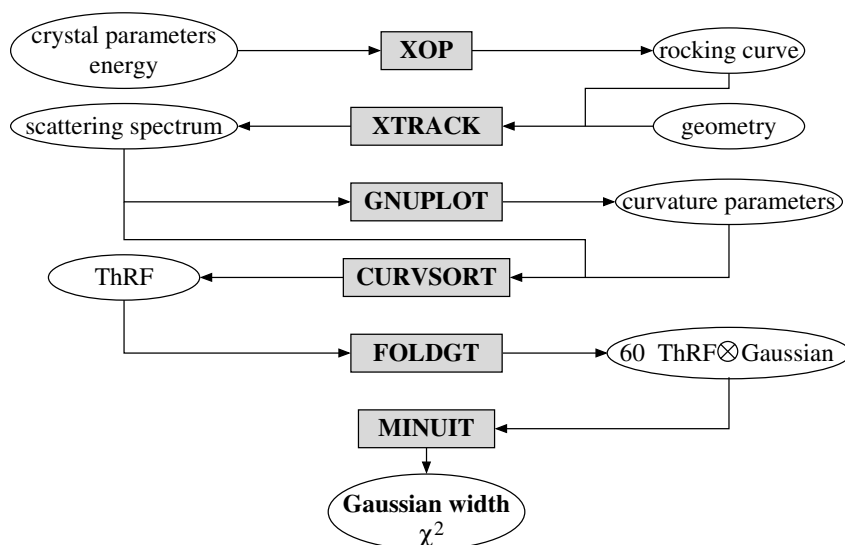 crystal parameters
energy
XOP
rocking curve
scattering spectrum
XTRACK
geometry
GNUPLOT
curvature parameters
ThRF
CURVSORT
FOLDGT
60 ThRF⊗Gaussian
MINUIT
Gaussian width
χ²